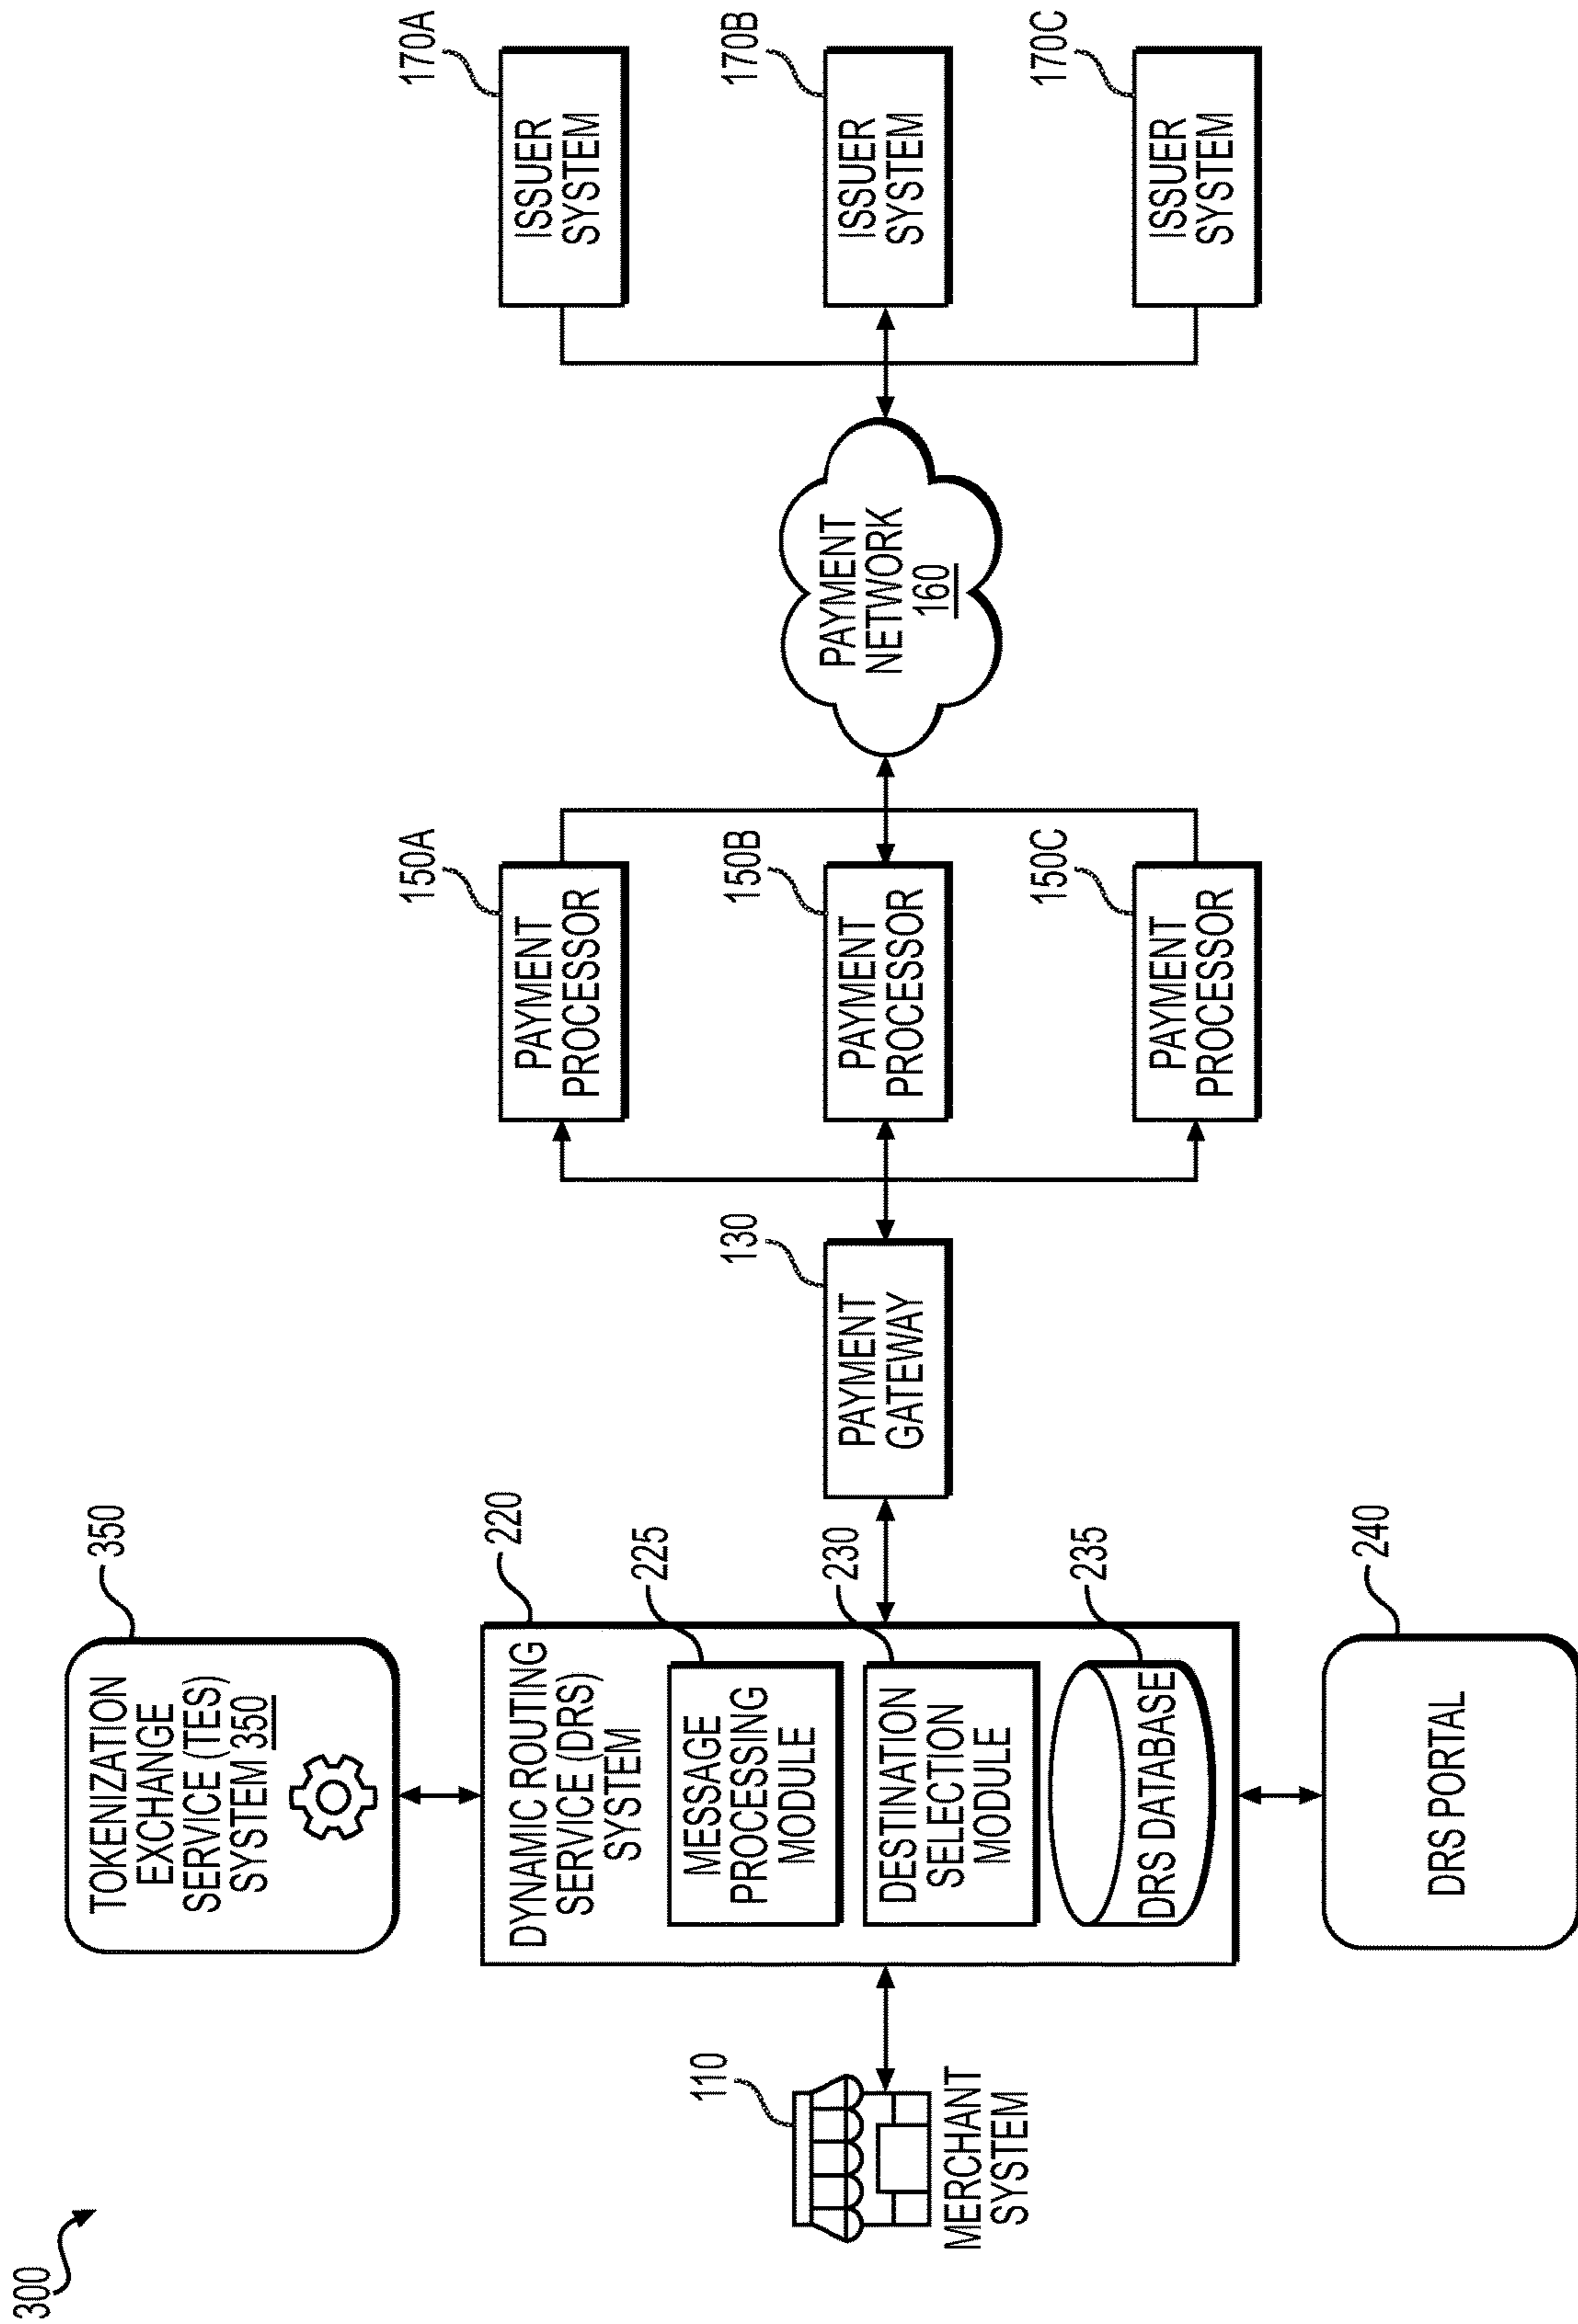 300
110
MERCHANT
SYSTEM
350
TOKENIZATION
EXCHANGE
SERVICE (TES)
SYSTEM 350
220
DYNAMIC ROUTING
SERVICE (DRS)
SYSTEM
225
MESSAGE
PROCESSING
MODULE
230
DESTINATION
SELECTION
MODULE
235
DRS DATABASE
240
DRS PORTAL
130
PAYMENT
GATEWAY
150A
PAYMENT
PROCESSOR
150B
PAYMENT
PROCESSOR
150C
PAYMENT
PROCESSOR
PAYMENT
NETWORK
160
170A
ISSUER
SYSTEM
170B
ISSUER
SYSTEM
170C
ISSUER
SYSTEM